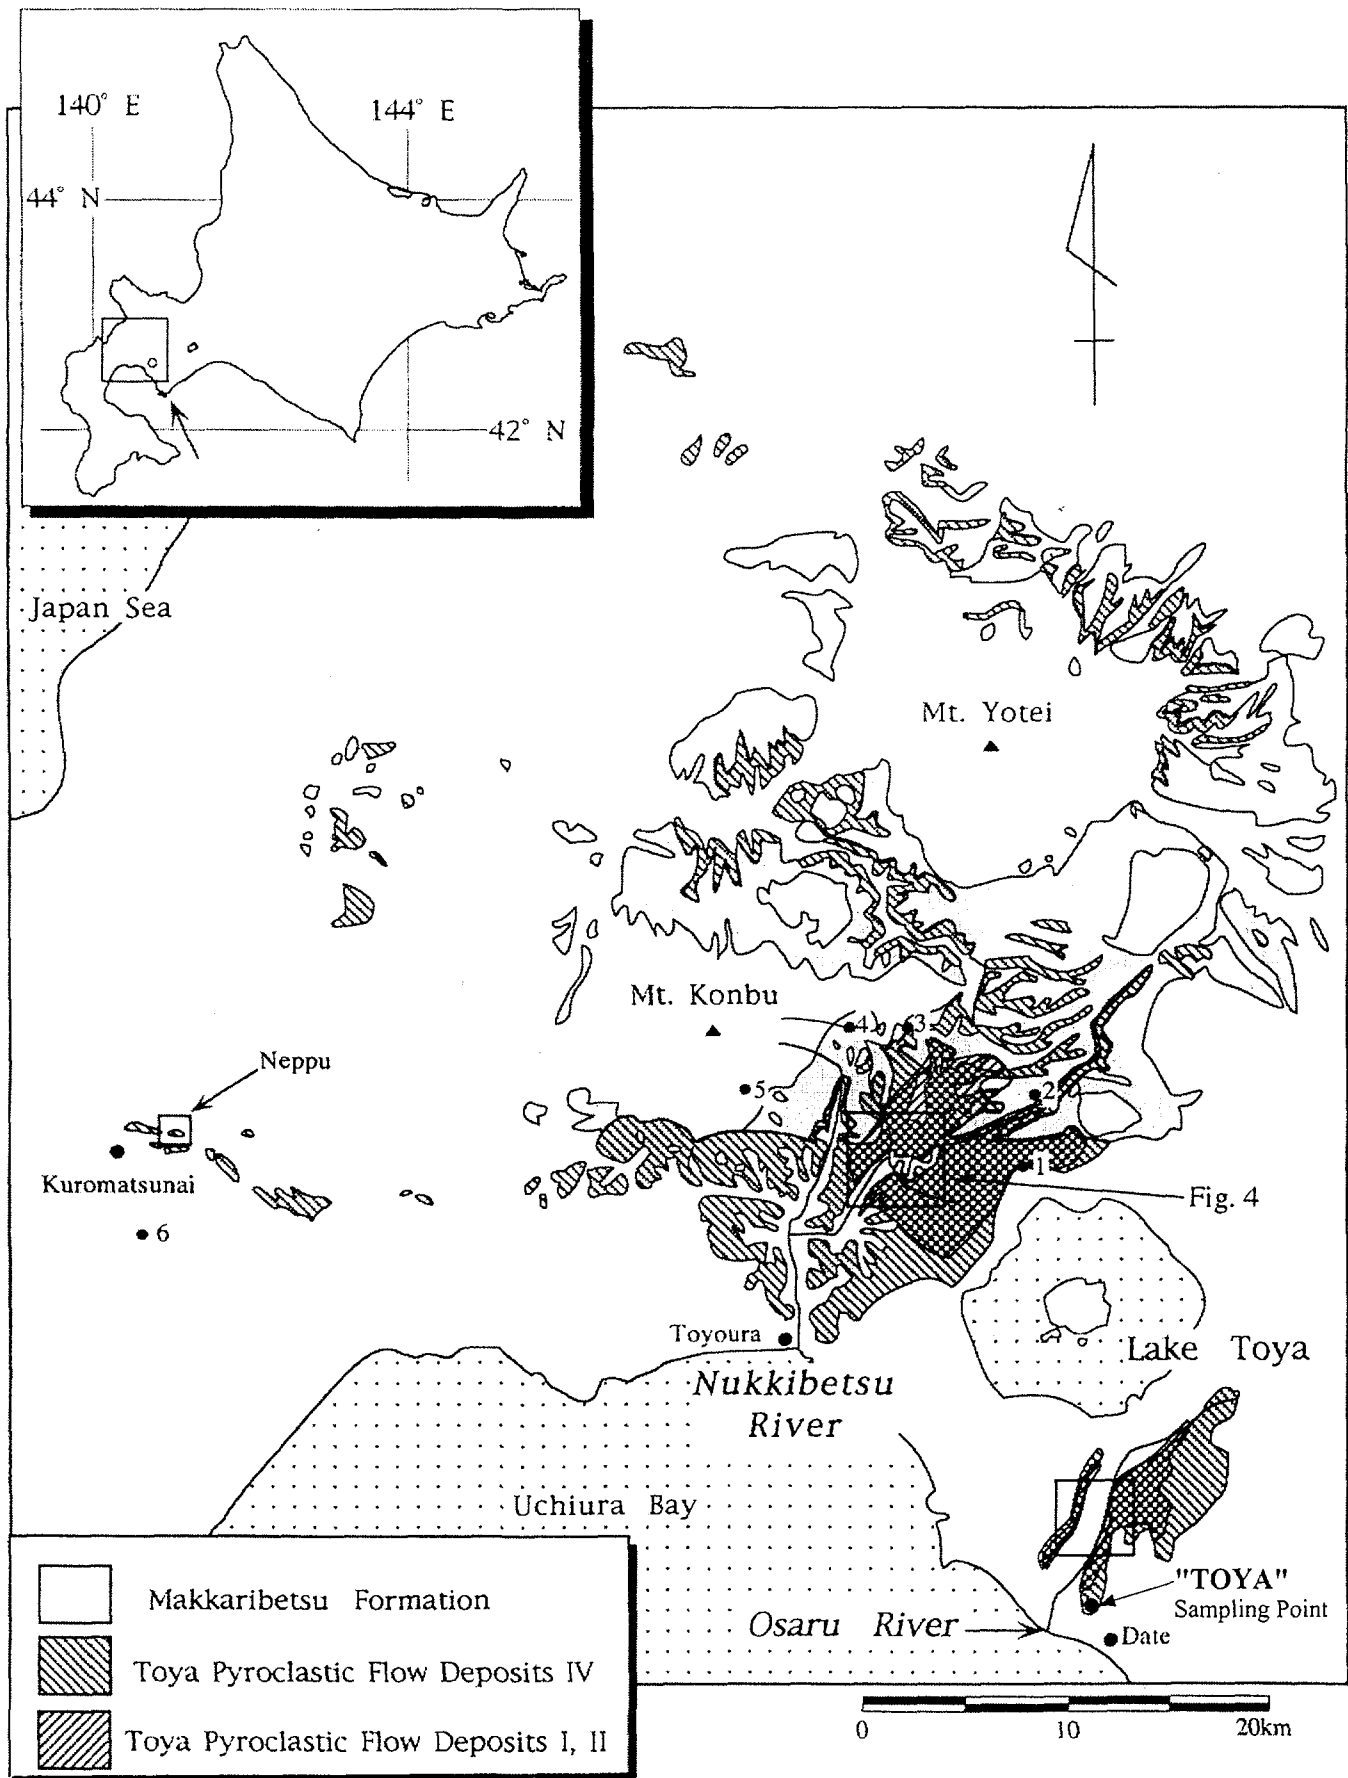 140° E
144° E
44° N
42° N
Japan Sea
Mt. Yotei
Mt. Konbu
4
3
Neppu
5
2
1
Kuromatsunai
Fig. 4
6
Toyoura
Lake Toya
Nukkibetsu
River
Uchiura Bay
"TOYA"
Sampling Point
Osaru River
Date
Makkaribetsu Formation
Toya Pyroclastic Flow Deposits IV
Toya Pyroclastic Flow Deposits I, II
0
10
20km